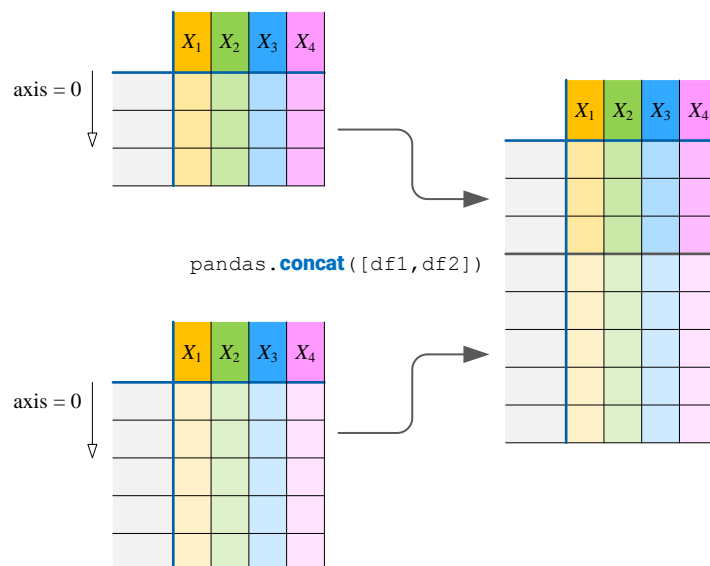 X₁ X₂ X₃ X₄
axis = 0
X₁ X₂ X₃ X₄
pandas.concat([df1,df2])
X₁ X₂ X₃ X₄
axis = 0